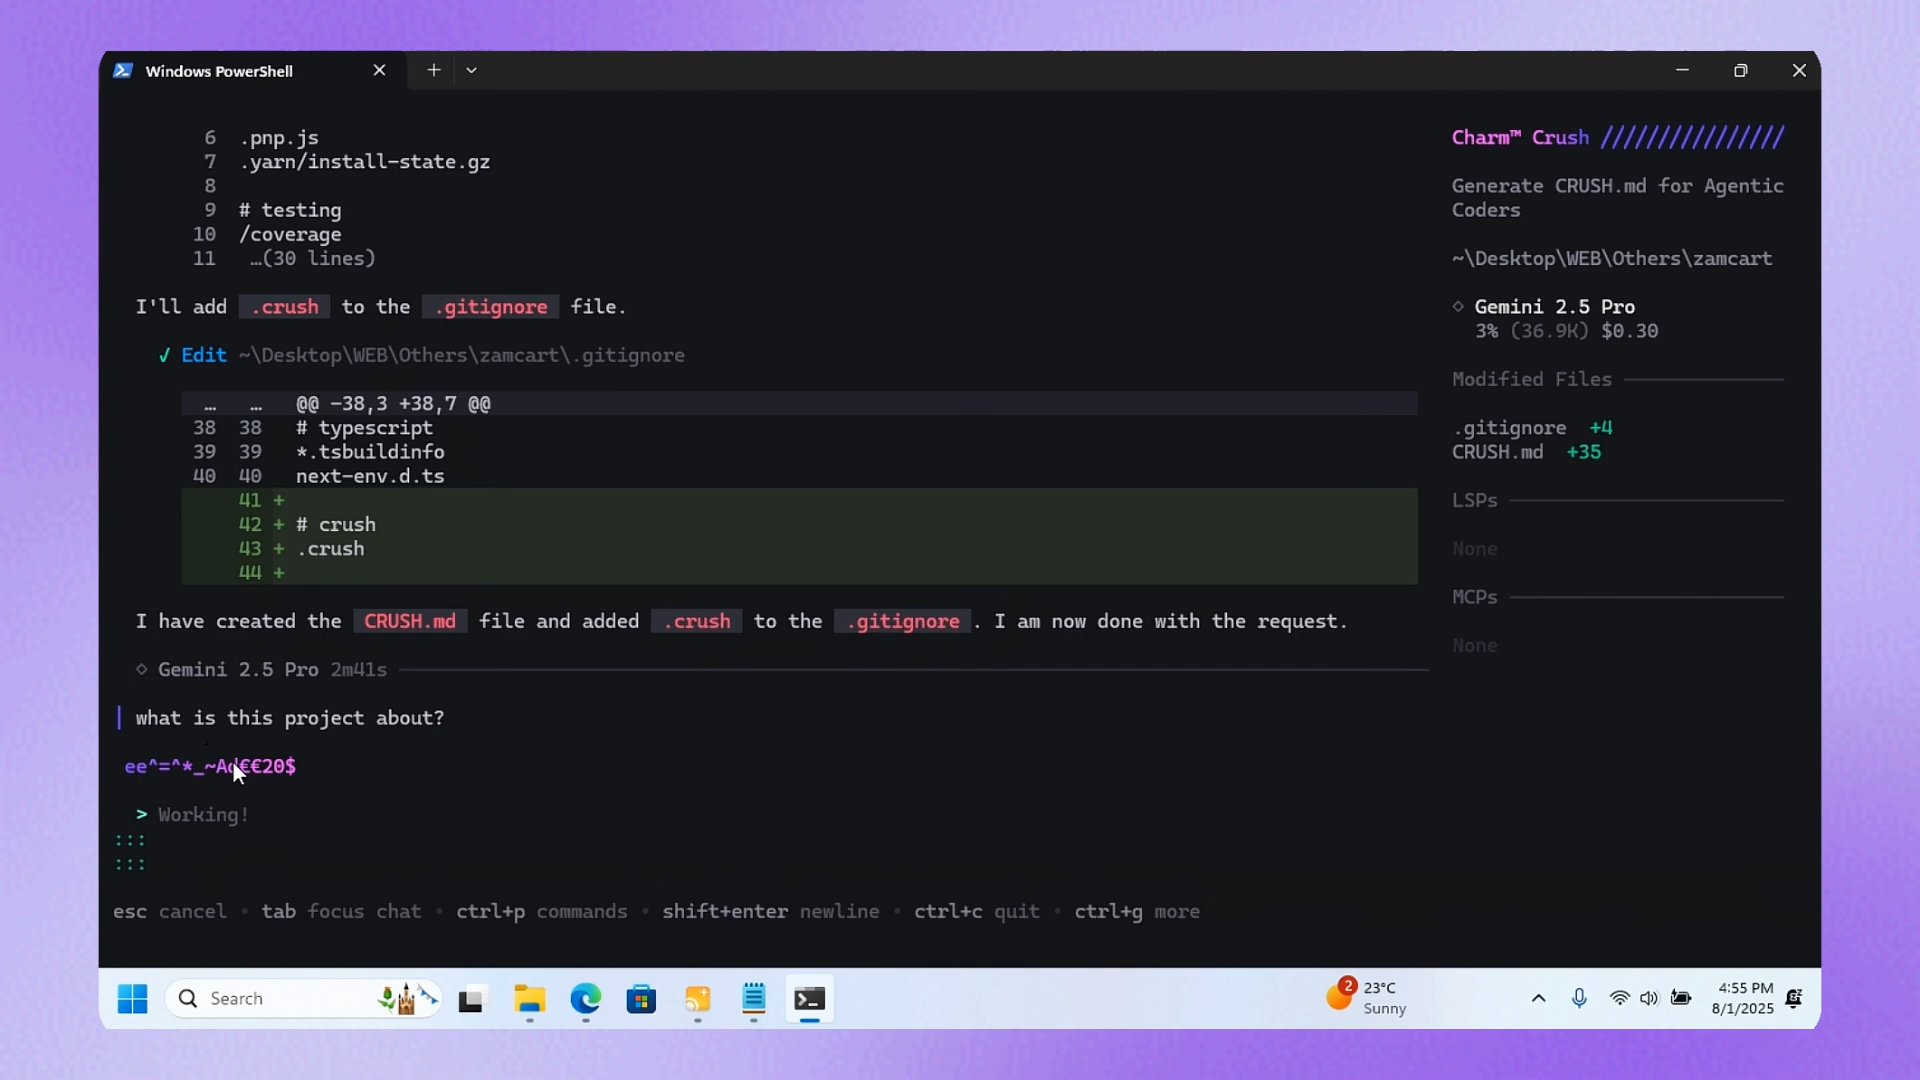 Windows PowerShell
6 .pnp.js
7 .yarn/install-state.gz
8
9 # testing
10 /coverage
11 …(30 lines)
I'll add .crush to the .gitignore file.
✓ Edit ~\Desktop\WEB\Others\zamcart\.gitignore
… … @@ -38,3 +38,7 @@
38 38 # typescript
39 39 *.tsbuildinfo
40 40 next-env.d.ts
41 +
42 + # crush
43 + .crush
44 +
I have created the CRUSH.md file and added .crush to the .gitignore. I am now done with the request.
◇ Gemini 2.5 Pro 2m41s
what is this project about?
ee^=^*_~Ad€€20$
> Working!
:::
:::
esc cancel • tab focus chat • ctrl+p commands • shift+enter newline • ctrl+c quit • ctrl+g more
Charm™ Crush ////////////////
Generate CRUSH.md for Agentic
Coders
~\Desktop\WEB\Others\zamcart
◇ Gemini 2.5 Pro
3% (36.9K) $0.30
Modified Files
.gitignore +4
CRUSH.md +35
LSPs
None
MCPs
None
Search
2
23°C
Sunny
4:55 PM
8/1/2025